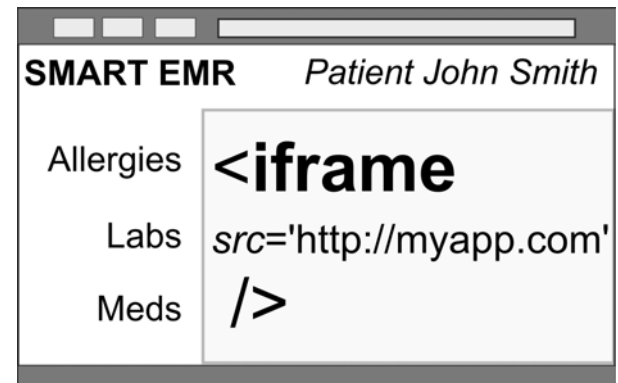 SMART EMR Patient John Smith
Allergies
Labs
Meds
<iframe
src='http://myapp.com'
/>